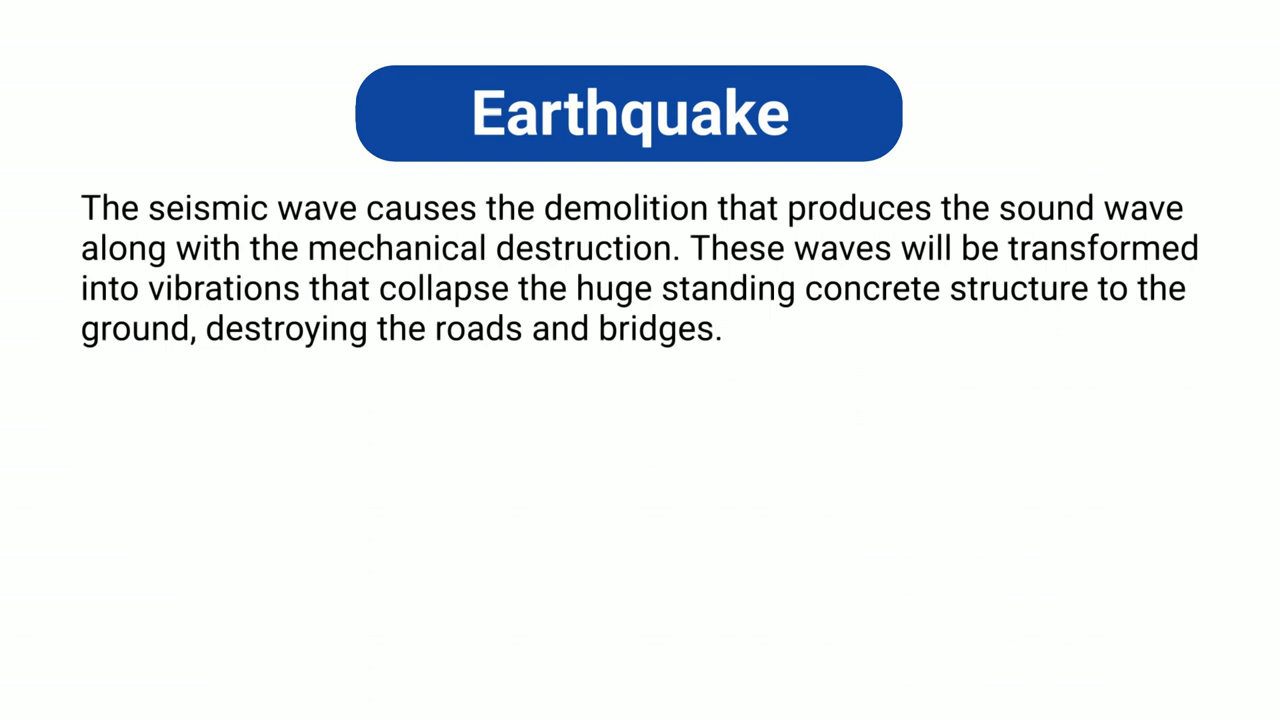 Earthquake
The seismic wave causes the demolition that produces the sound wave
along with the mechanical destruction. These waves will be transformed
into vibrations that collapse the huge standing concrete structure to the
ground, destroying the roads and bridges.